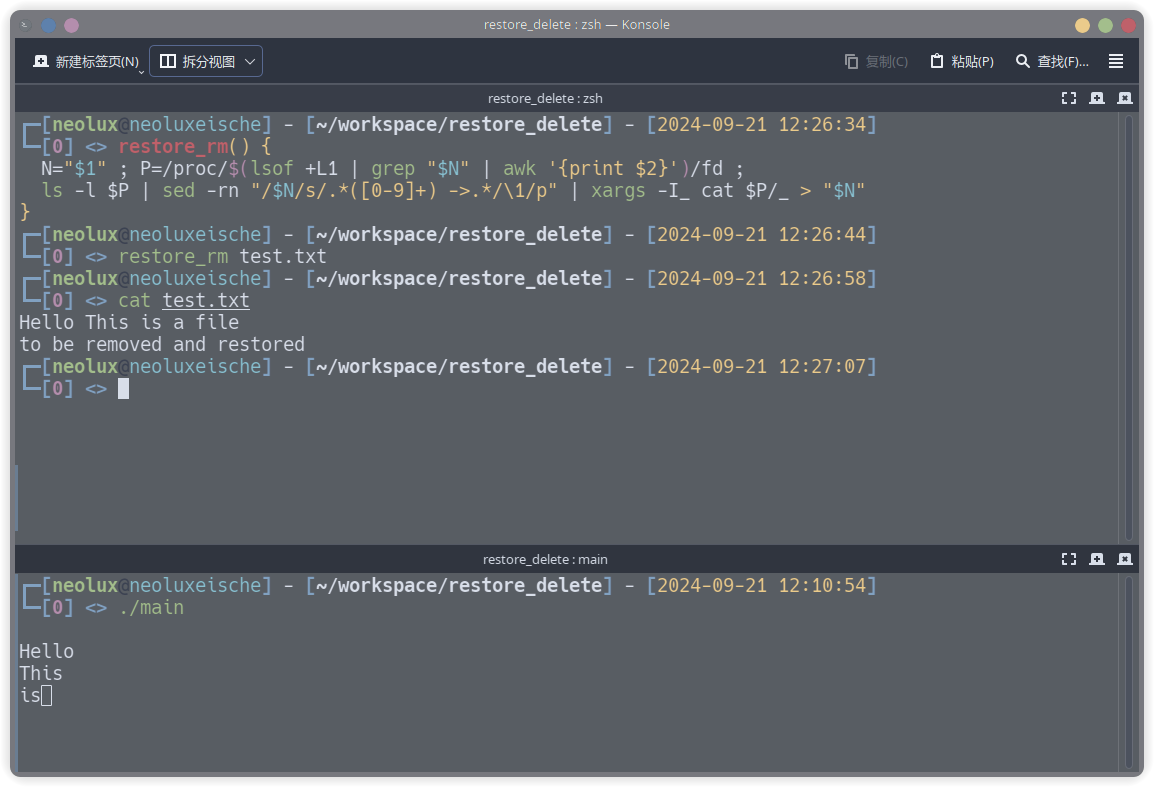 restore_delete : zsh — Konsole
新建标签页(N) 拆分视图 复制(C) 粘贴(P) 查找(F)...
restore_delete : zsh
[neolux@neoluxeische] - [~/workspace/restore_delete] - [2024-09-21 12:26:34]
[0] <> restore_rm() {
  N="$1" ; P=/proc/$(lsof +L1 | grep "$N" | awk '{print $2}')/fd ;
  ls -l $P | sed -rn "/$N/s/.*([0-9]+) ->.*/\1/p" | xargs -I_ cat $P/_ > "$N"
}
[neolux@neoluxeische] - [~/workspace/restore_delete] - [2024-09-21 12:26:44]
[0] <> restore_rm test.txt
[neolux@neoluxeische] - [~/workspace/restore_delete] - [2024-09-21 12:26:58]
[0] <> cat test.txt
Hello This is a file
to be removed and restored
[neolux@neoluxeische] - [~/workspace/restore_delete] - [2024-09-21 12:27:07]
[0] <>
restore_delete : main
[neolux@neoluxeische] - [~/workspace/restore_delete] - [2024-09-21 12:10:54]
[0] <> ./main
Hello
This
is